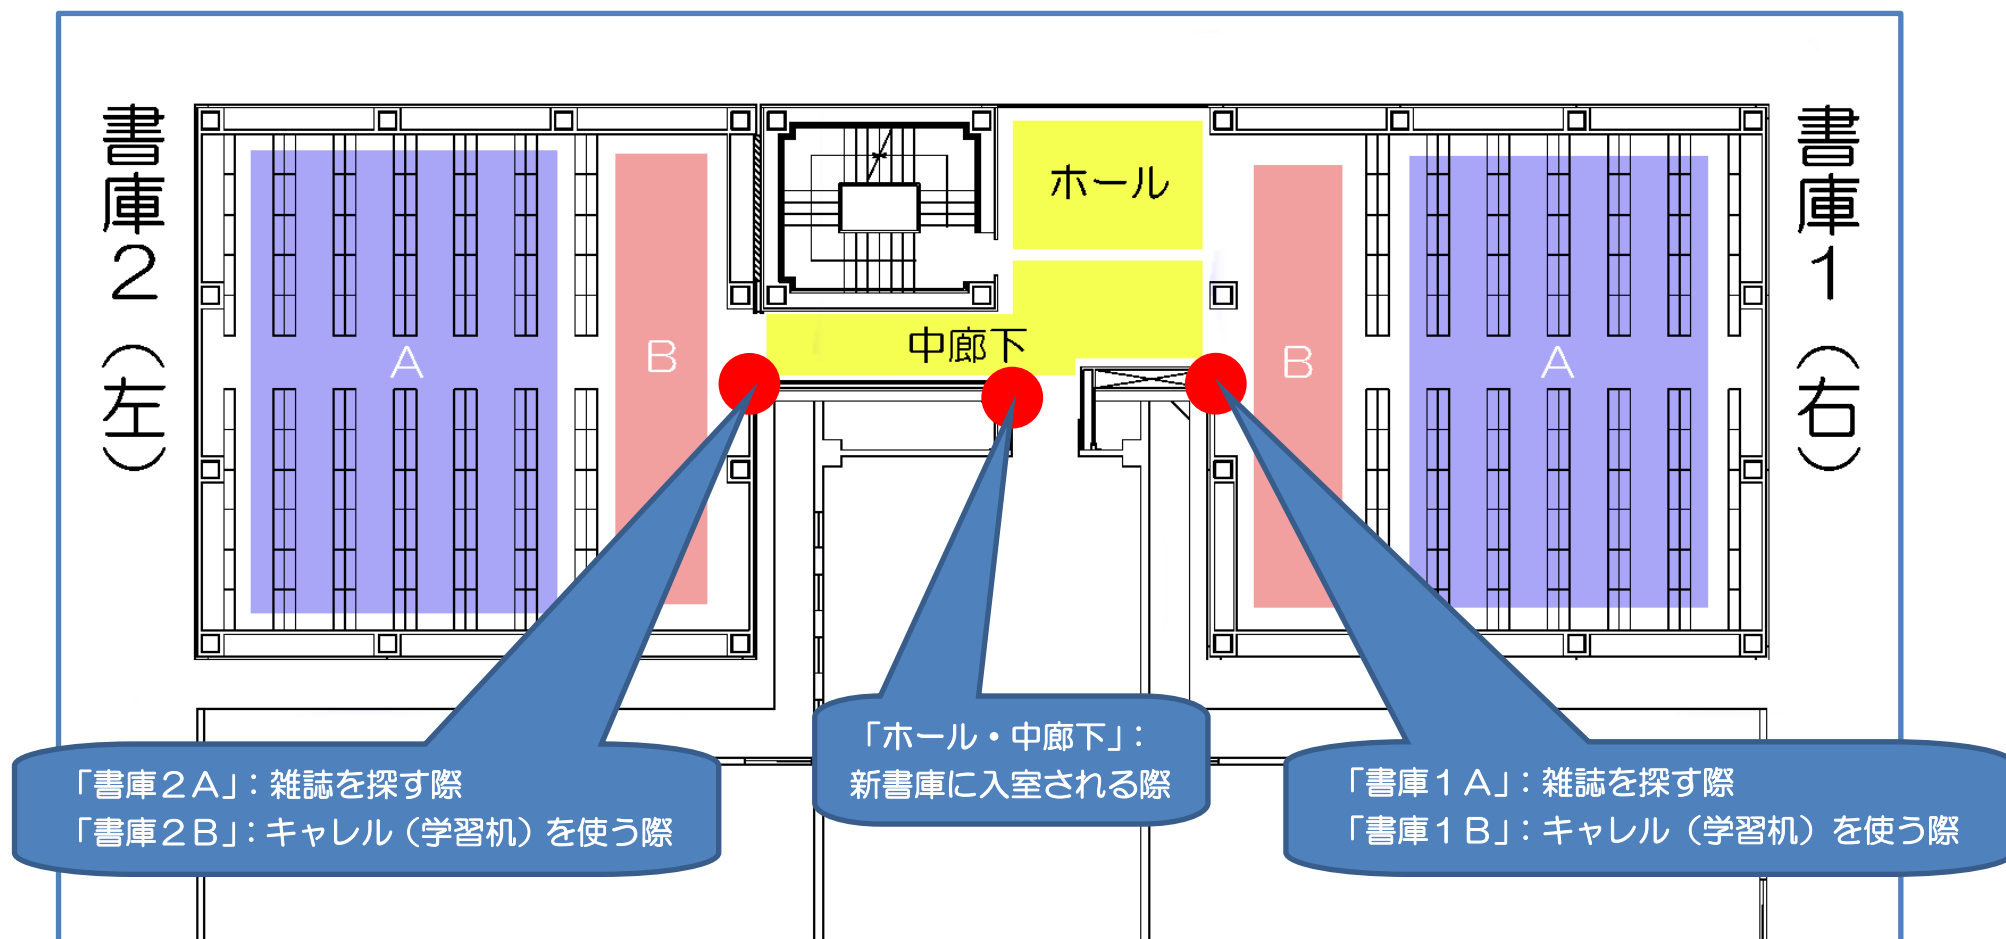 書庫2（左）
A
B
ホール
中廊下
B
A
書庫1（右）
「書庫２Ａ」：雑誌を探す際
「書庫２Ｂ」：キャレル（学習机）を使う際
「ホール・中廊下」：
新書庫に入室される際
「書庫１Ａ」：雑誌を探す際
「書庫１Ｂ」：キャレル（学習机）を使う際